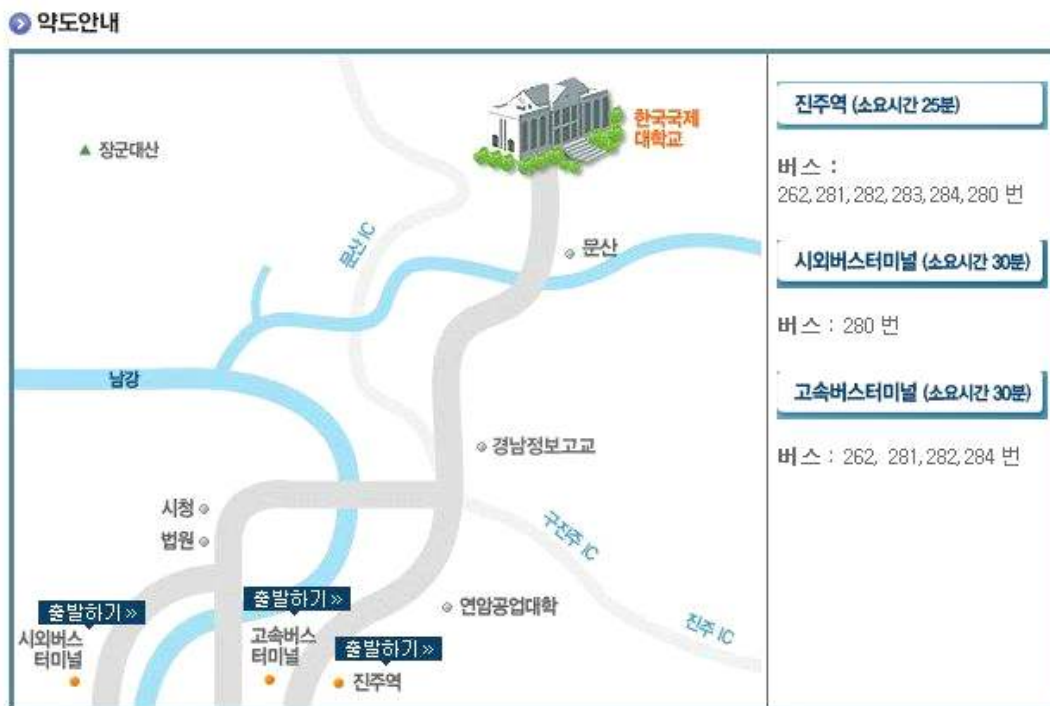 약도안내
장군대산
한국국제
대학교
문산 IC
문산
남강
경남정보고교
시청
법원
구진주 IC
연암공업대학
진주 IC
출발하기 »
시외버스
터미널
출발하기 »
고속버스
터미널
출발하기 »
진주역
진주역 (소요시간 25분)
버스 :
262,281,282,283,284,280 번
시외버스터미널 (소요시간 30분)
버스 : 280 번
고속버스터미널 (소요시간 30분)
버스 : 262, 281,282,284 번